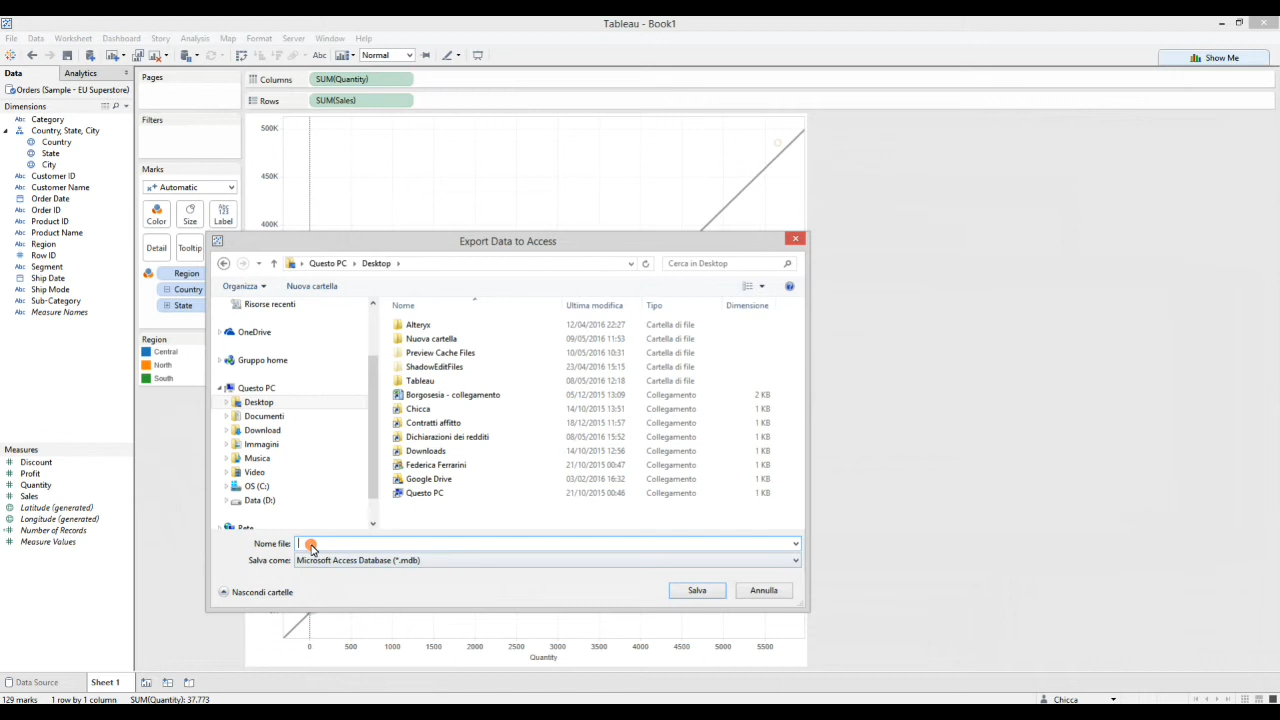 Tableau - Book1
File Data Worksheet Dashboard Story Analysis Map Format Server Window Help
Abc Normal Show Me
Data Analytics
Orders (Sample - EU Superstore)
Dimensions
Abc Category
Country, State, City
Country
State
City
Abc Customer ID
Abc Customer Name
Order Date
Abc Order ID
Abc Product ID
Abc Product Name
Abc Region
Row ID
Abc Segment
Ship Date
Abc Ship Mode
Abc Sub-Category
Abc Measure Names
Measures
Discount
Profit
Quantity
Sales
Latitude (generated)
Longitude (generated)
Number of Records
Measure Values
Pages
Filters
Marks
Automatic
Color Size Label
Detail Tooltip
Region
Country
State
Region
Central
North
South
Columns SUM(Quantity)
Rows SUM(Sales)
500K
450K
400K
Export Data to Access
Questo PC Desktop Cerca in Desktop
Organizza Nuova cartella
Risorse recenti
OneDrive
Gruppo home
Questo PC
Desktop
Documenti
Download
Immagini
Musica
Video
OS (C:)
Data (D:)
Rete
Nome Ultima modifica Tipo Dimensione
Alteryx 12/04/2016 22:27 Cartella di file
Nuova cartella 09/05/2016 11:53 Cartella di file
Preview Cache Files 10/05/2016 10:31 Cartella di file
ShadowEditFiles 23/04/2016 15:15 Cartella di file
Tableau 08/05/2016 12:18 Cartella di file
Borgosesia - collegamento 05/12/2015 13:09 Collegamento 2 KB
Chicca 14/10/2015 13:51 Collegamento 1 KB
Contratti affitto 18/12/2015 11:57 Collegamento 1 KB
Dichiarazioni dei redditi 08/05/2016 15:52 Collegamento 1 KB
Downloads 14/10/2015 12:56 Collegamento 1 KB
Federica Ferrarini 21/10/2015 00:47 Collegamento 1 KB
Google Drive 03/02/2016 16:32 Collegamento 1 KB
Questo PC 21/10/2015 00:46 Collegamento 1 KB
Nome file:
Salva come: Microsoft Access Database (*.mdb)
Nascondi cartelle Salva Annulla
0 500 1000 1500 2000 2500 3000 3500 4000 4500 5000 5500
Quantity
Data Source Sheet 1
129 marks 1 row by 1 column SUM(Quantity): 37.773 Chicca